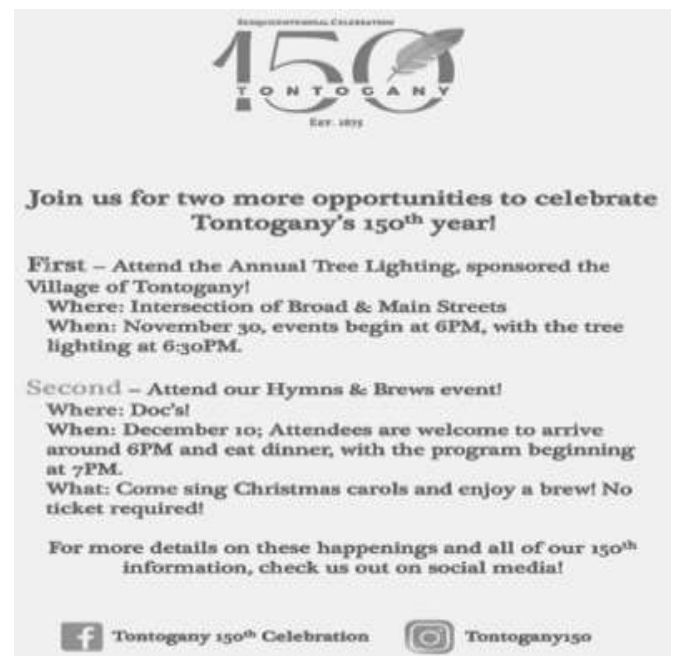 Sesquicentennial Celebration
150
TONTOGANY
Est. 1875
Join us for two more opportunities to celebrate
Tontogany's 150th year!
First – Attend the Annual Tree Lighting, sponsored the
Village of Tontogany!
Where: Intersection of Broad & Main Streets
When: November 30, events begin at 6PM, with the tree
lighting at 6:30PM.
Second – Attend our Hymns & Brews event!
Where: Doc's!
When: December 10; Attendees are welcome to arrive
around 6PM and eat dinner, with the program beginning
at 7PM.
What: Come sing Christmas carols and enjoy a brew! No
ticket required!
For more details on these happenings and all of our 150th
information, check us out on social media!
Tontogany 150th Celebration
Tontogany150